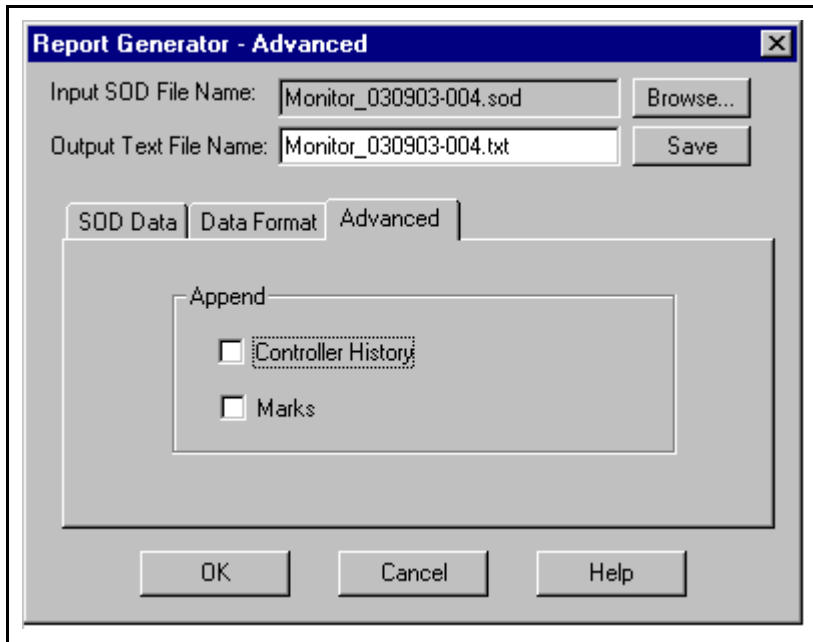 Report Generator - Advanced
Input SOD File Name: Monitor_030903-004.sod Browse...
Output Text File Name: Monitor_030903-004.txt Save
SOD Data Data Format Advanced
Append
Controller History
Marks
OK Cancel Help